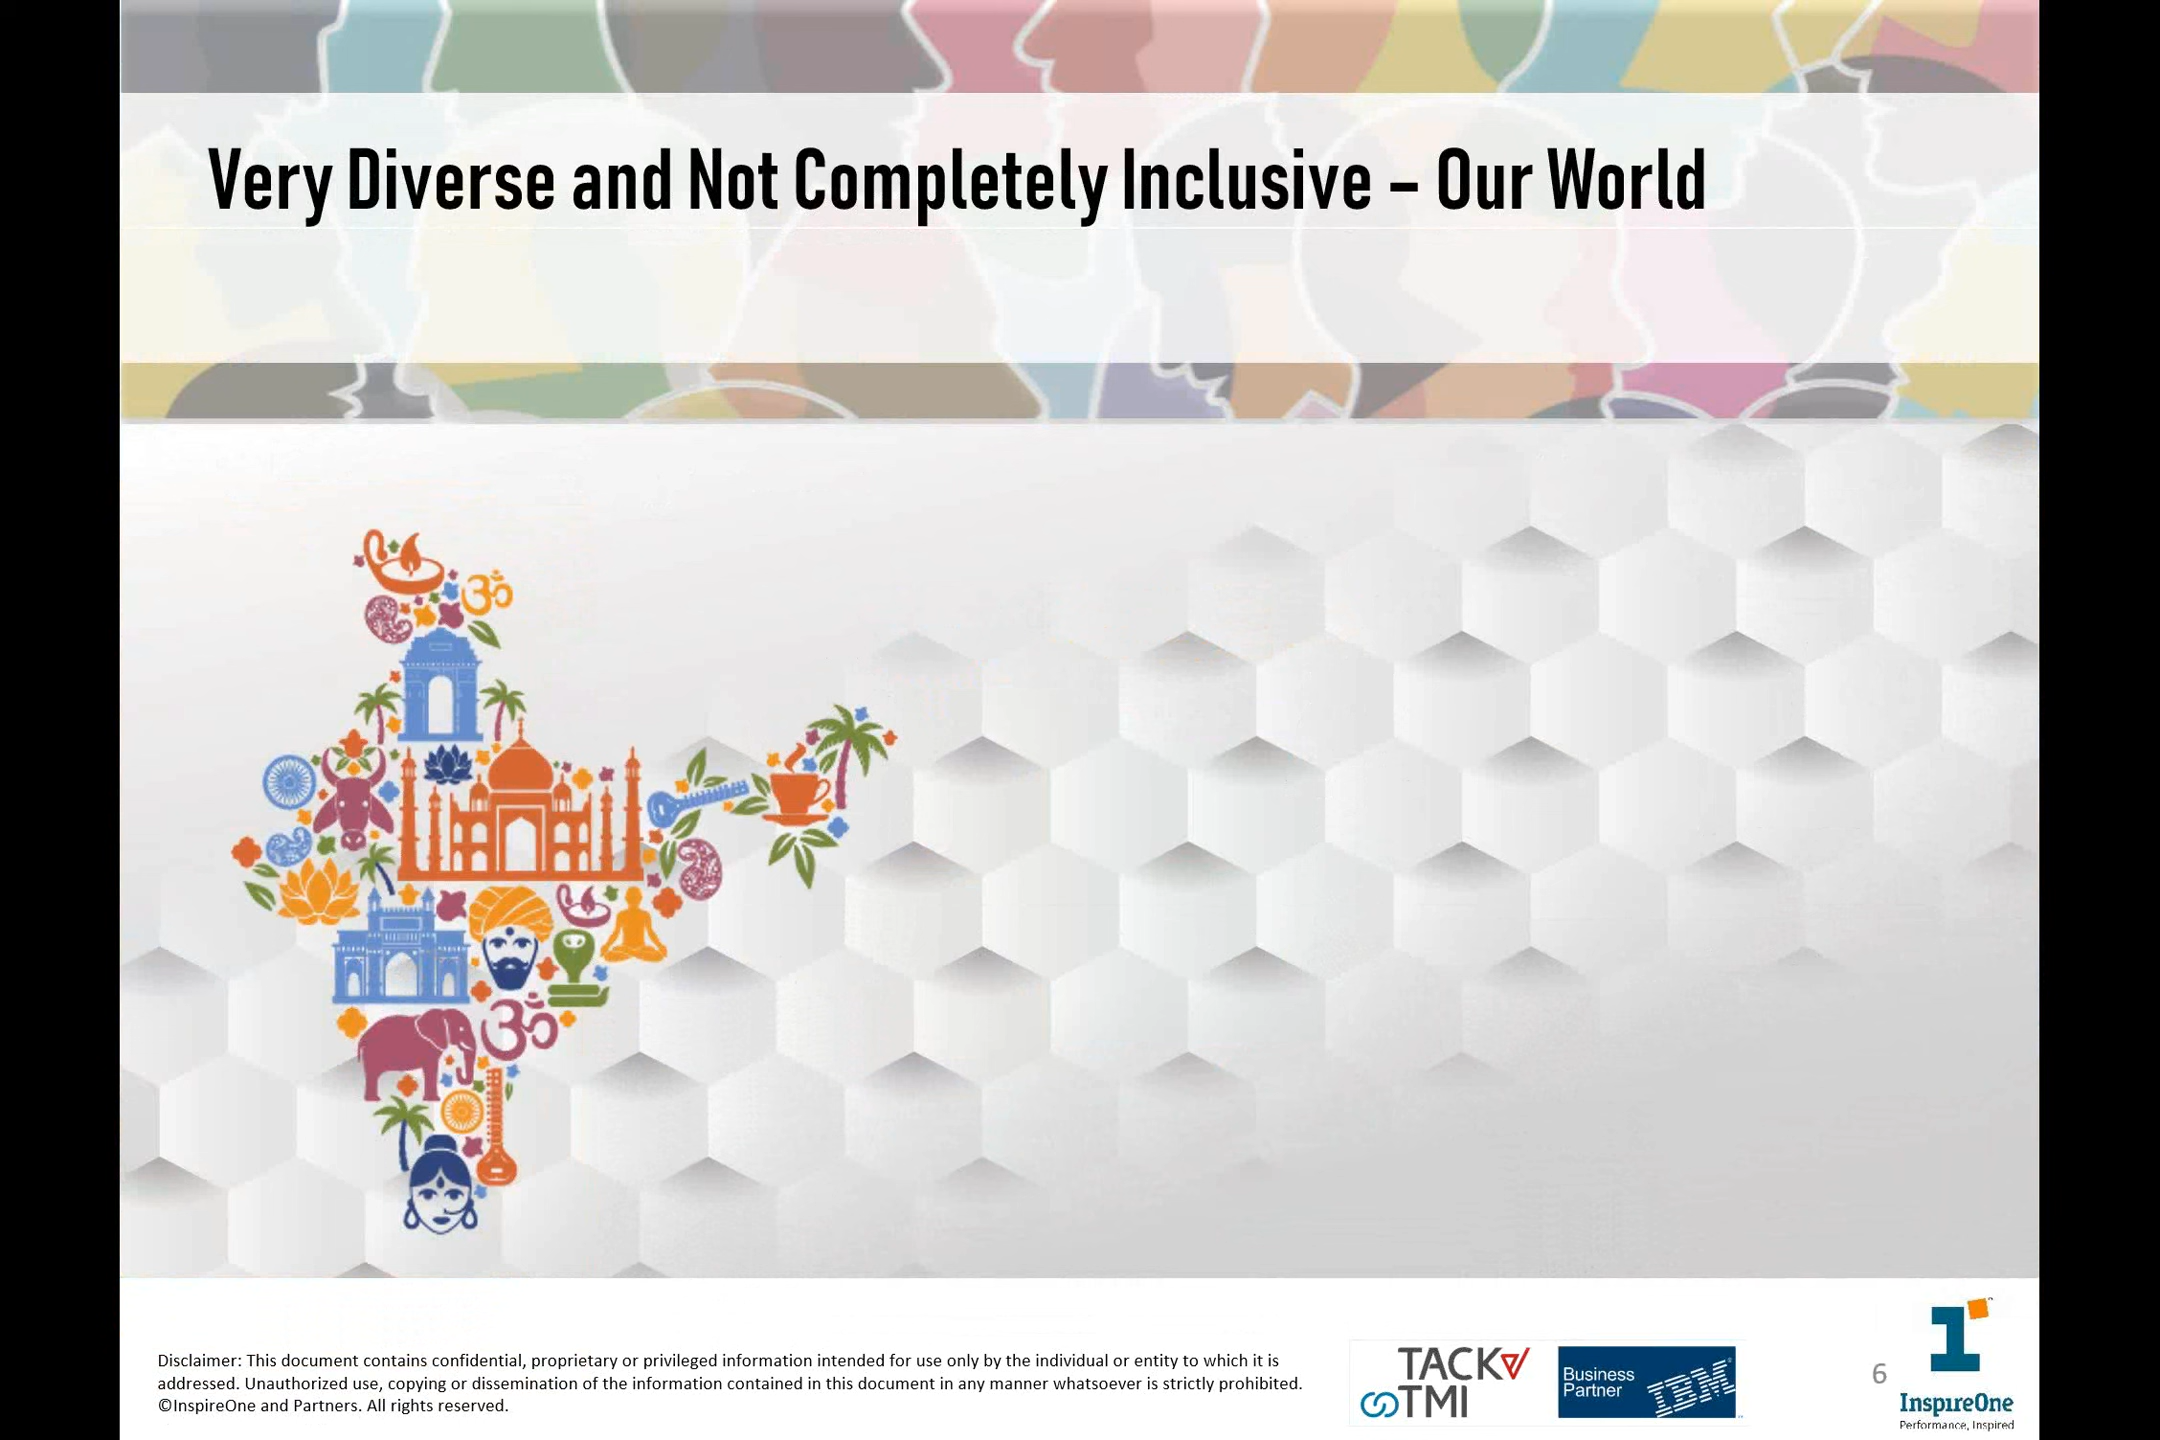 Very Diverse and Not Completely Inclusive – Our World
ॐ
ॐ
Disclaimer: This document contains confidential, proprietary or privileged information intended for use only by the individual or entity to which it is
addressed. Unauthorized use, copying or dissemination of the information contained in this document in any manner whatsoever is strictly prohibited.
©InspireOne and Partners. All rights reserved.
TACK
TMI
Business
Partner
IBM
6
InspıreOne
Performance, Inspired